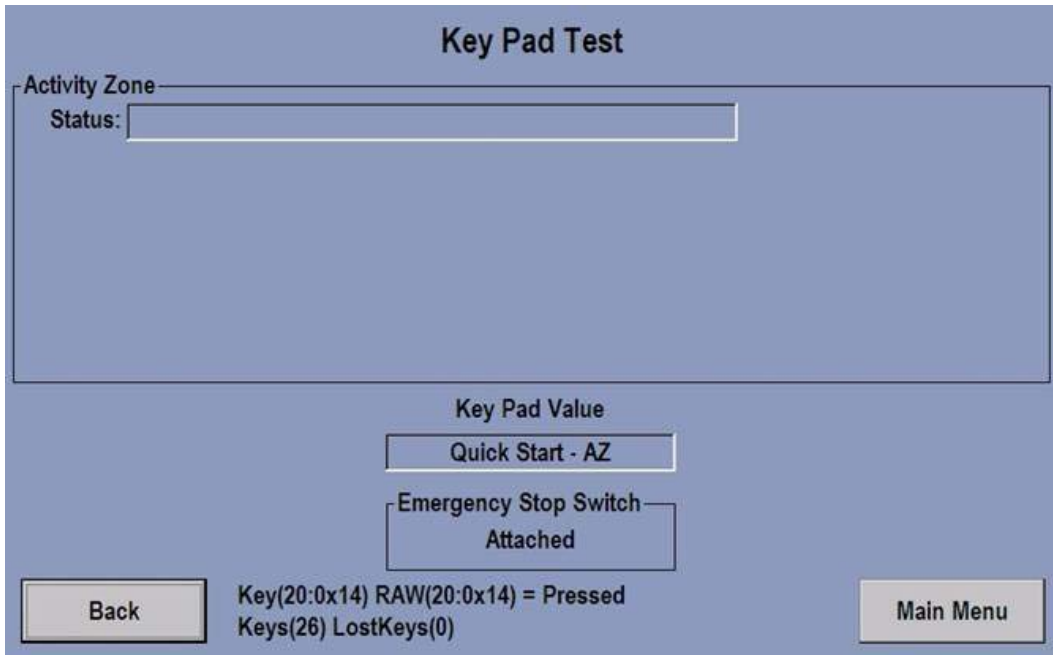 Key Pad Test
Activity Zone
Status:
Key Pad Value
Quick Start - AZ
Emergency Stop Switch
Attached
Back
Key(20:0x14) RAW(20:0x14) = Pressed
Keys(26) LostKeys(0)
Main Menu